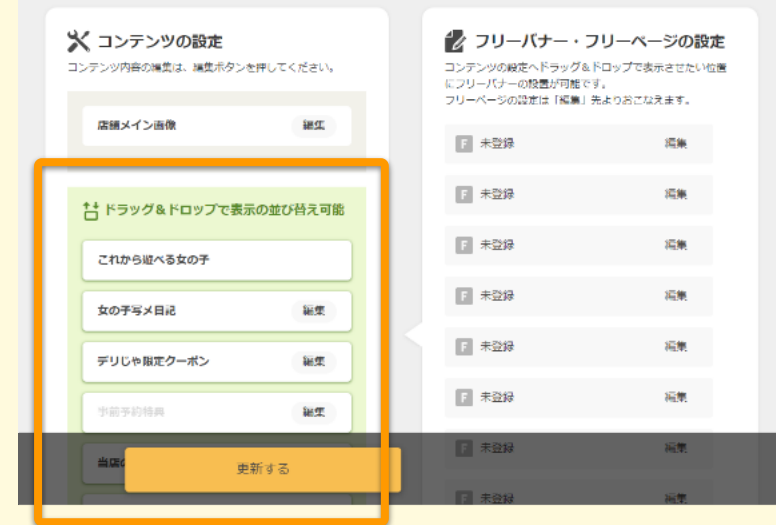 コンテンツの設定
コンテンツ内容の編集は、編集ボタンを押してください。
店舗メイン画像 編集
ドラッグ&ドロップで表示の並び替え可能
これから遊べる女の子
女の子写メ日記 編集
デリじゃ限定クーポン 編集
事前予約特典 編集
当店の
更新する
フリーバナー・フリーページの設定
コンテンツの設定へドラッグ&ドロップで表示させたい位置
にフリーバナーの設置が可能です。
フリーページの設定は「編集」先よりおこなえます。
F 未登録 編集
F 未登録 編集
F 未登録 編集
F 未登録 編集
F 未登録 編集
F 未登録 編集
F 未登録 編集
F 未登録 編集